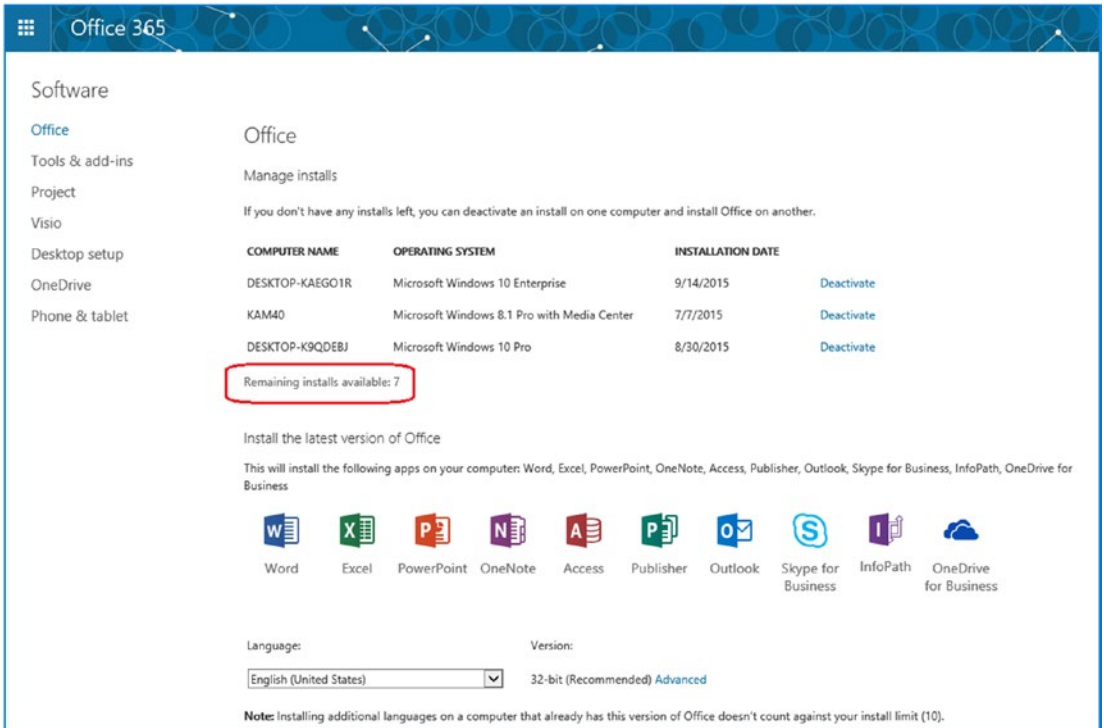 Office 365
Software
Office
Tools & add-ins
Project
Visio
Desktop setup
OneDrive
Phone & tablet
Office
Manage installs
If you don't have any installs left, you can deactivate an install on one computer and install Office on another.
COMPUTER NAME OPERATING SYSTEM INSTALLATION DATE
DESKTOP-KAEGO1R Microsoft Windows 10 Enterprise 9/14/2015 Deactivate
KAM40 Microsoft Windows 8.1 Pro with Media Center 7/7/2015 Deactivate
DESKTOP-K9QDEBJ Microsoft Windows 10 Pro 8/30/2015 Deactivate
Remaining installs available: 7
Install the latest version of Office
This will install the following apps on your computer: Word, Excel, PowerPoint, OneNote, Access, Publisher, Outlook, Skype for Business, InfoPath, OneDrive for
Business
Word Excel PowerPoint OneNote Access Publisher Outlook Skype for InfoPath OneDrive
Business for Business
Language: Version:
English (United States) 32-bit (Recommended) Advanced
Note: Installing additional languages on a computer that already has this version of Office doesn't count against your install limit (10).